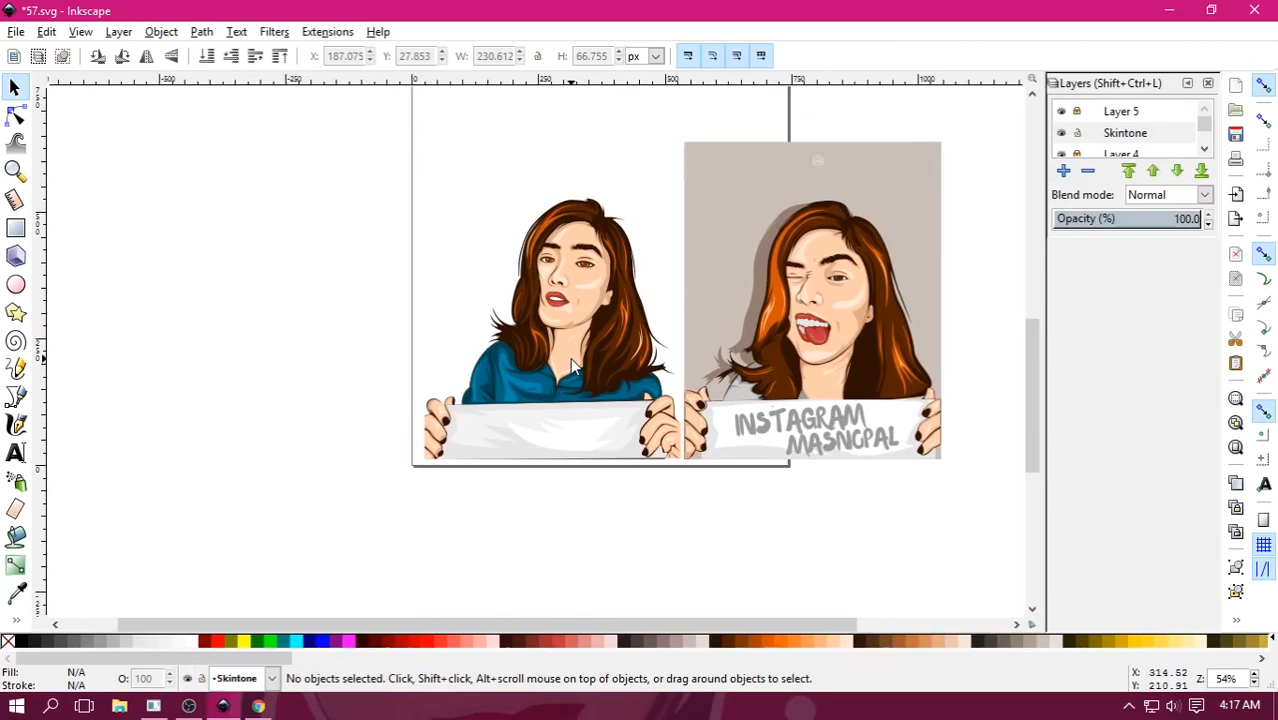 *57.svg - Inkscape
File Edit View Layer Object Path Text Filters Extensions Help
X: 187.075 Y: 27.853 W: 230.612 H: 66.755 px
Layers (Shift+Ctrl+L)
Layer 5
Skintone
Layer 4
Blend mode: Normal
Opacity (%) 100.0
INSTAGRAM
MASNOPAL
Fill: N/A
Stroke: N/A
O: 100
•Skintone
No objects selected. Click, Shift+click, Alt+scroll mouse on top of objects, or drag around objects to select.
X: 314.52
Y: 210.91
Z: 54%
4:17 AM